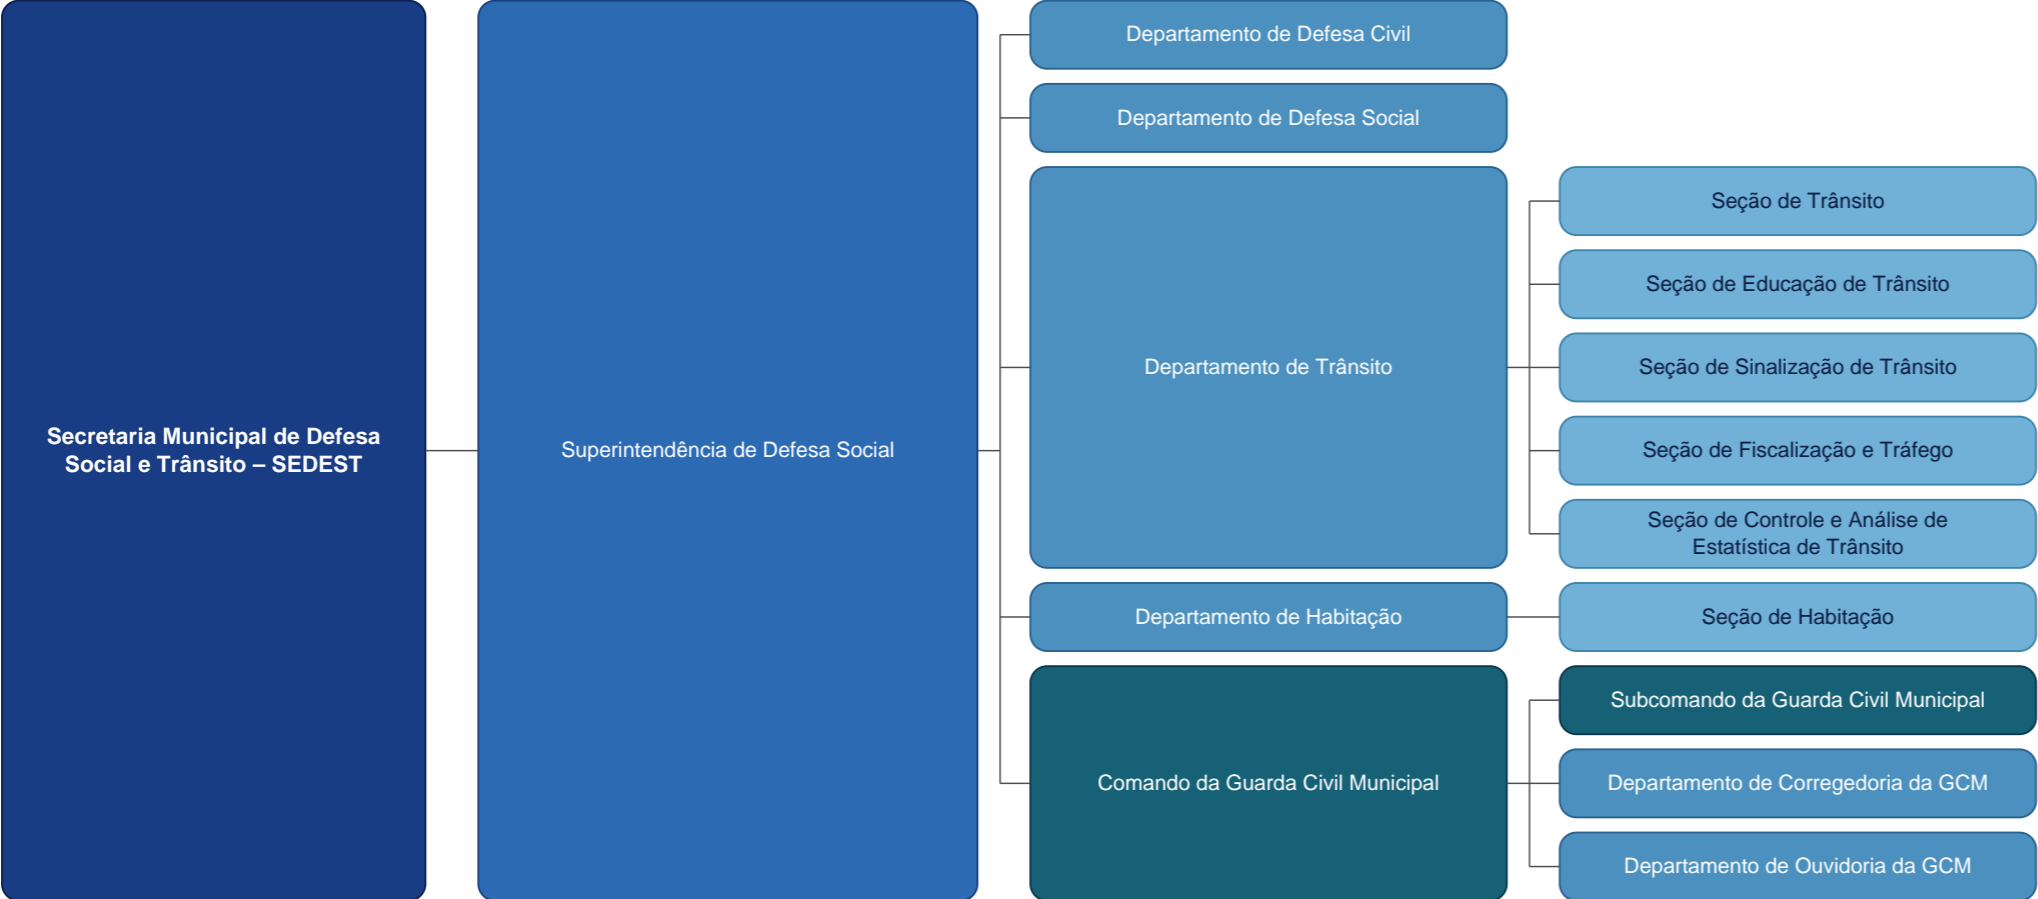 Secretaria Municipal de Defesa
Social e Trânsito – SEDEST
Superintendência de Defesa Social
Departamento de Defesa Civil
Departamento de Defesa Social
Departamento de Trânsito
Seção de Trânsito
Seção de Educação de Trânsito
Seção de Sinalização de Trânsito
Seção de Fiscalização e Tráfego
Seção de Controle e Análise de
Estatística de Trânsito
Departamento de Habitação
Seção de Habitação
Comando da Guarda Civil Municipal
Subcomando da Guarda Civil Municipal
Departamento de Corregedoria da GCM
Departamento de Ouvidoria da GCM